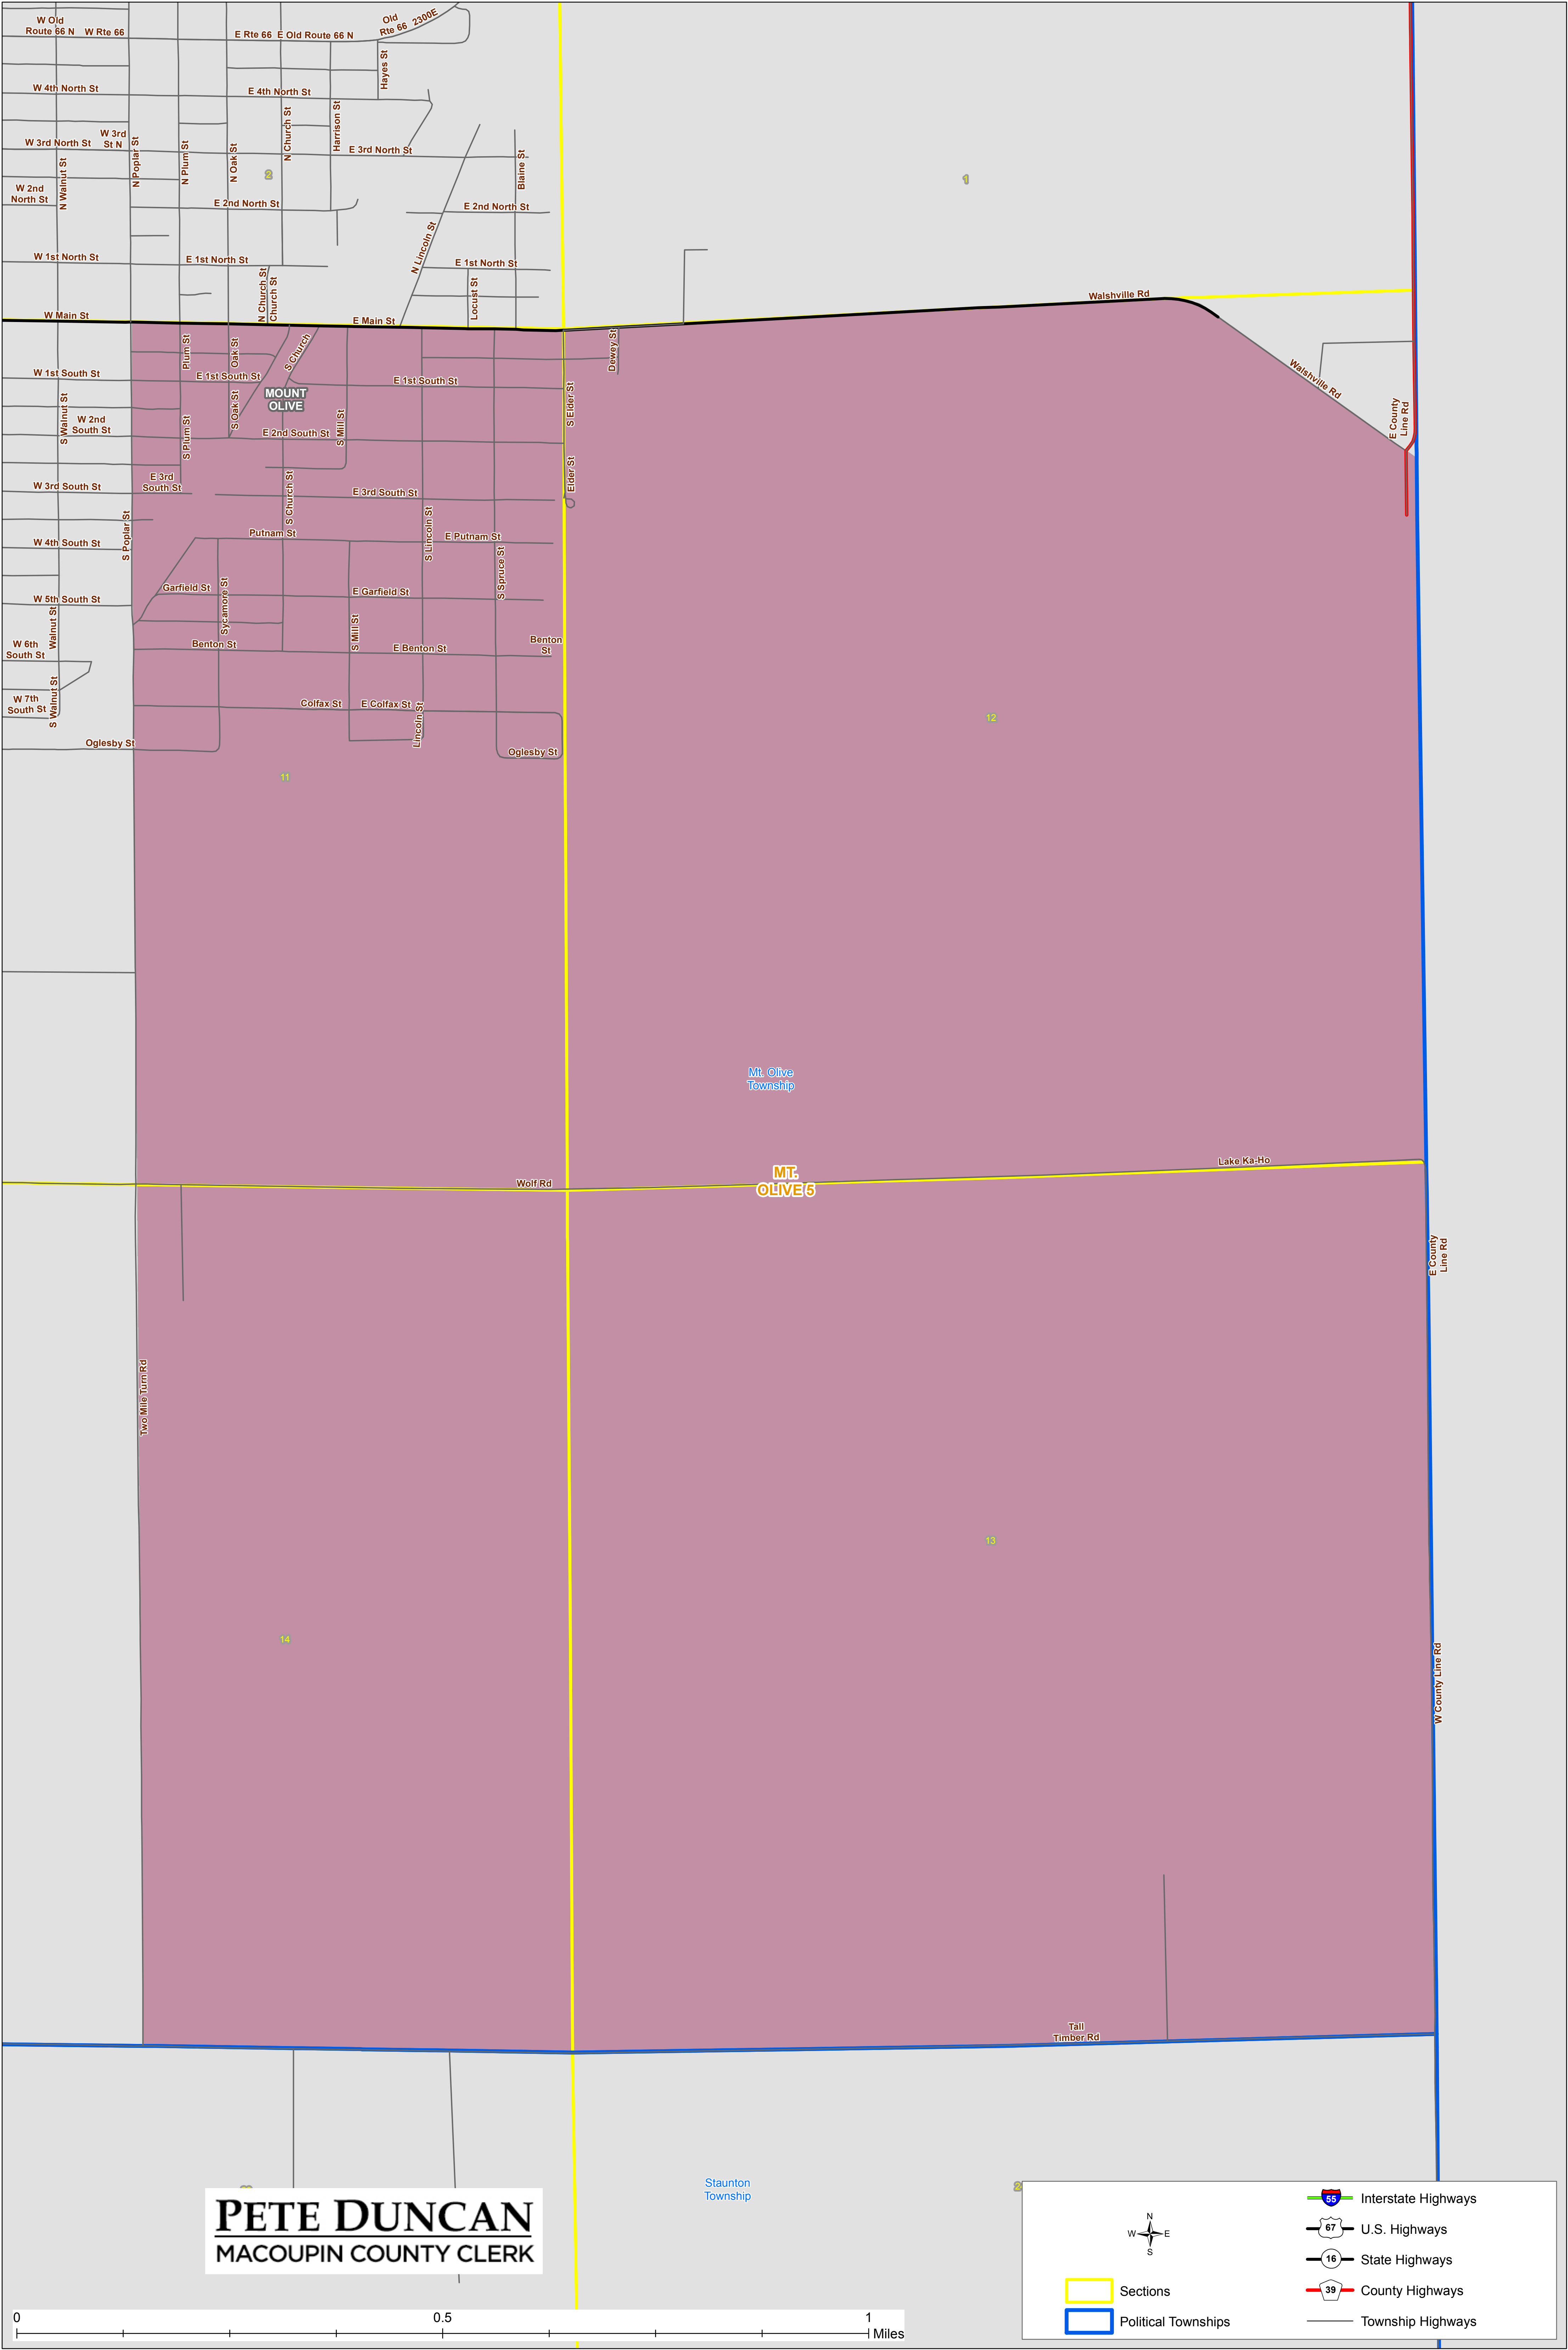 W Old
Route 66 N
W Rte 66
E Rte 66
E Old Route 66 N
Old
Rte 66
2300E
Hayes St
W 4th North St
E 4th North St
N Church St
Harrison St
W 3rd North St
W 3rd
St N
N Poplar St
N Plum St
N Oak St
E 3rd North St
Blaine St
N Walnut St
2
1
W 2nd
North St
E 2nd North St
E 2nd North St
N Lincoln St
W 1st North St
E 1st North St
E 1st North St
N Church St
Church St
Locust St
Walshville Rd
W Main St
E Main St
Plum St
Oak St
S Church
Dewey St
W 1st South St
E 1st South St
E 1st South St
Walshville Rd
MOUNT
OLIVE
S Walnut St
S Oak St
S Mill St
S Elder St
E County
Line Rd
W 2nd
South St
S Plum St
E 2nd South St
Elder St
E 3rd
South St
W 3rd South St
E 3rd South St
S Church St
S Poplar St
S Lincoln St
W 4th South St
Putnam St
E Putnam St
S Spruce St
Garfield St
E Garfield St
Sycamore St
W 5th South St
Walnut St
S Mill St
W 6th
South St
Benton St
E Benton St
Benton
St
W 7th
South St
S Walnut St
Colfax St
E Colfax St
Lincoln St
12
Oglesby St
Oglesby St
11
Mt. Olive
Township
Lake Ka-Ho
MT.
OLIVE 5
Wolf Rd
E County
Line Rd
Two Mile Turn Rd
13
14
W County Line Rd
Tall
Timber Rd
Staunton
Township
2
PETE DUNCAN
MACOUPIN COUNTY CLERK
N
W E
S
Sections
Political Townships
55 Interstate Highways
67 U.S. Highways
16 State Highways
39 County Highways
Township Highways
0 0.5 1
Miles